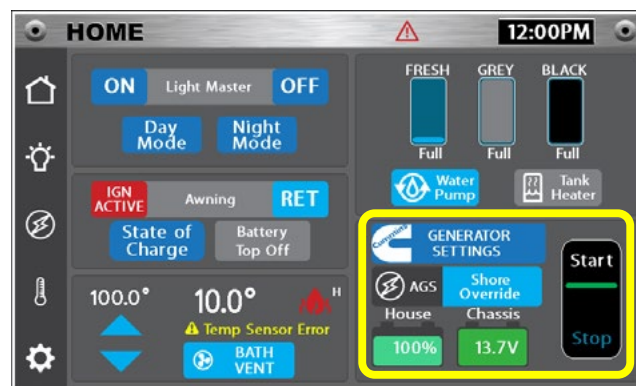 HOME
12:00PM
ON Light Master OFF
Day Mode
Night Mode
IGN ACTIVE
Awning
RET
State of Charge
Battery Top Off
100.0°
10.0°
H
Temp Sensor Error
BATH VENT
FRESH GREY BLACK
Full Full Full
Water Pump
Tank Heater
Cummins
GENERATOR SETTINGS
AGS
Shore Override
Start
Stop
House Chassis
100% 13.7V